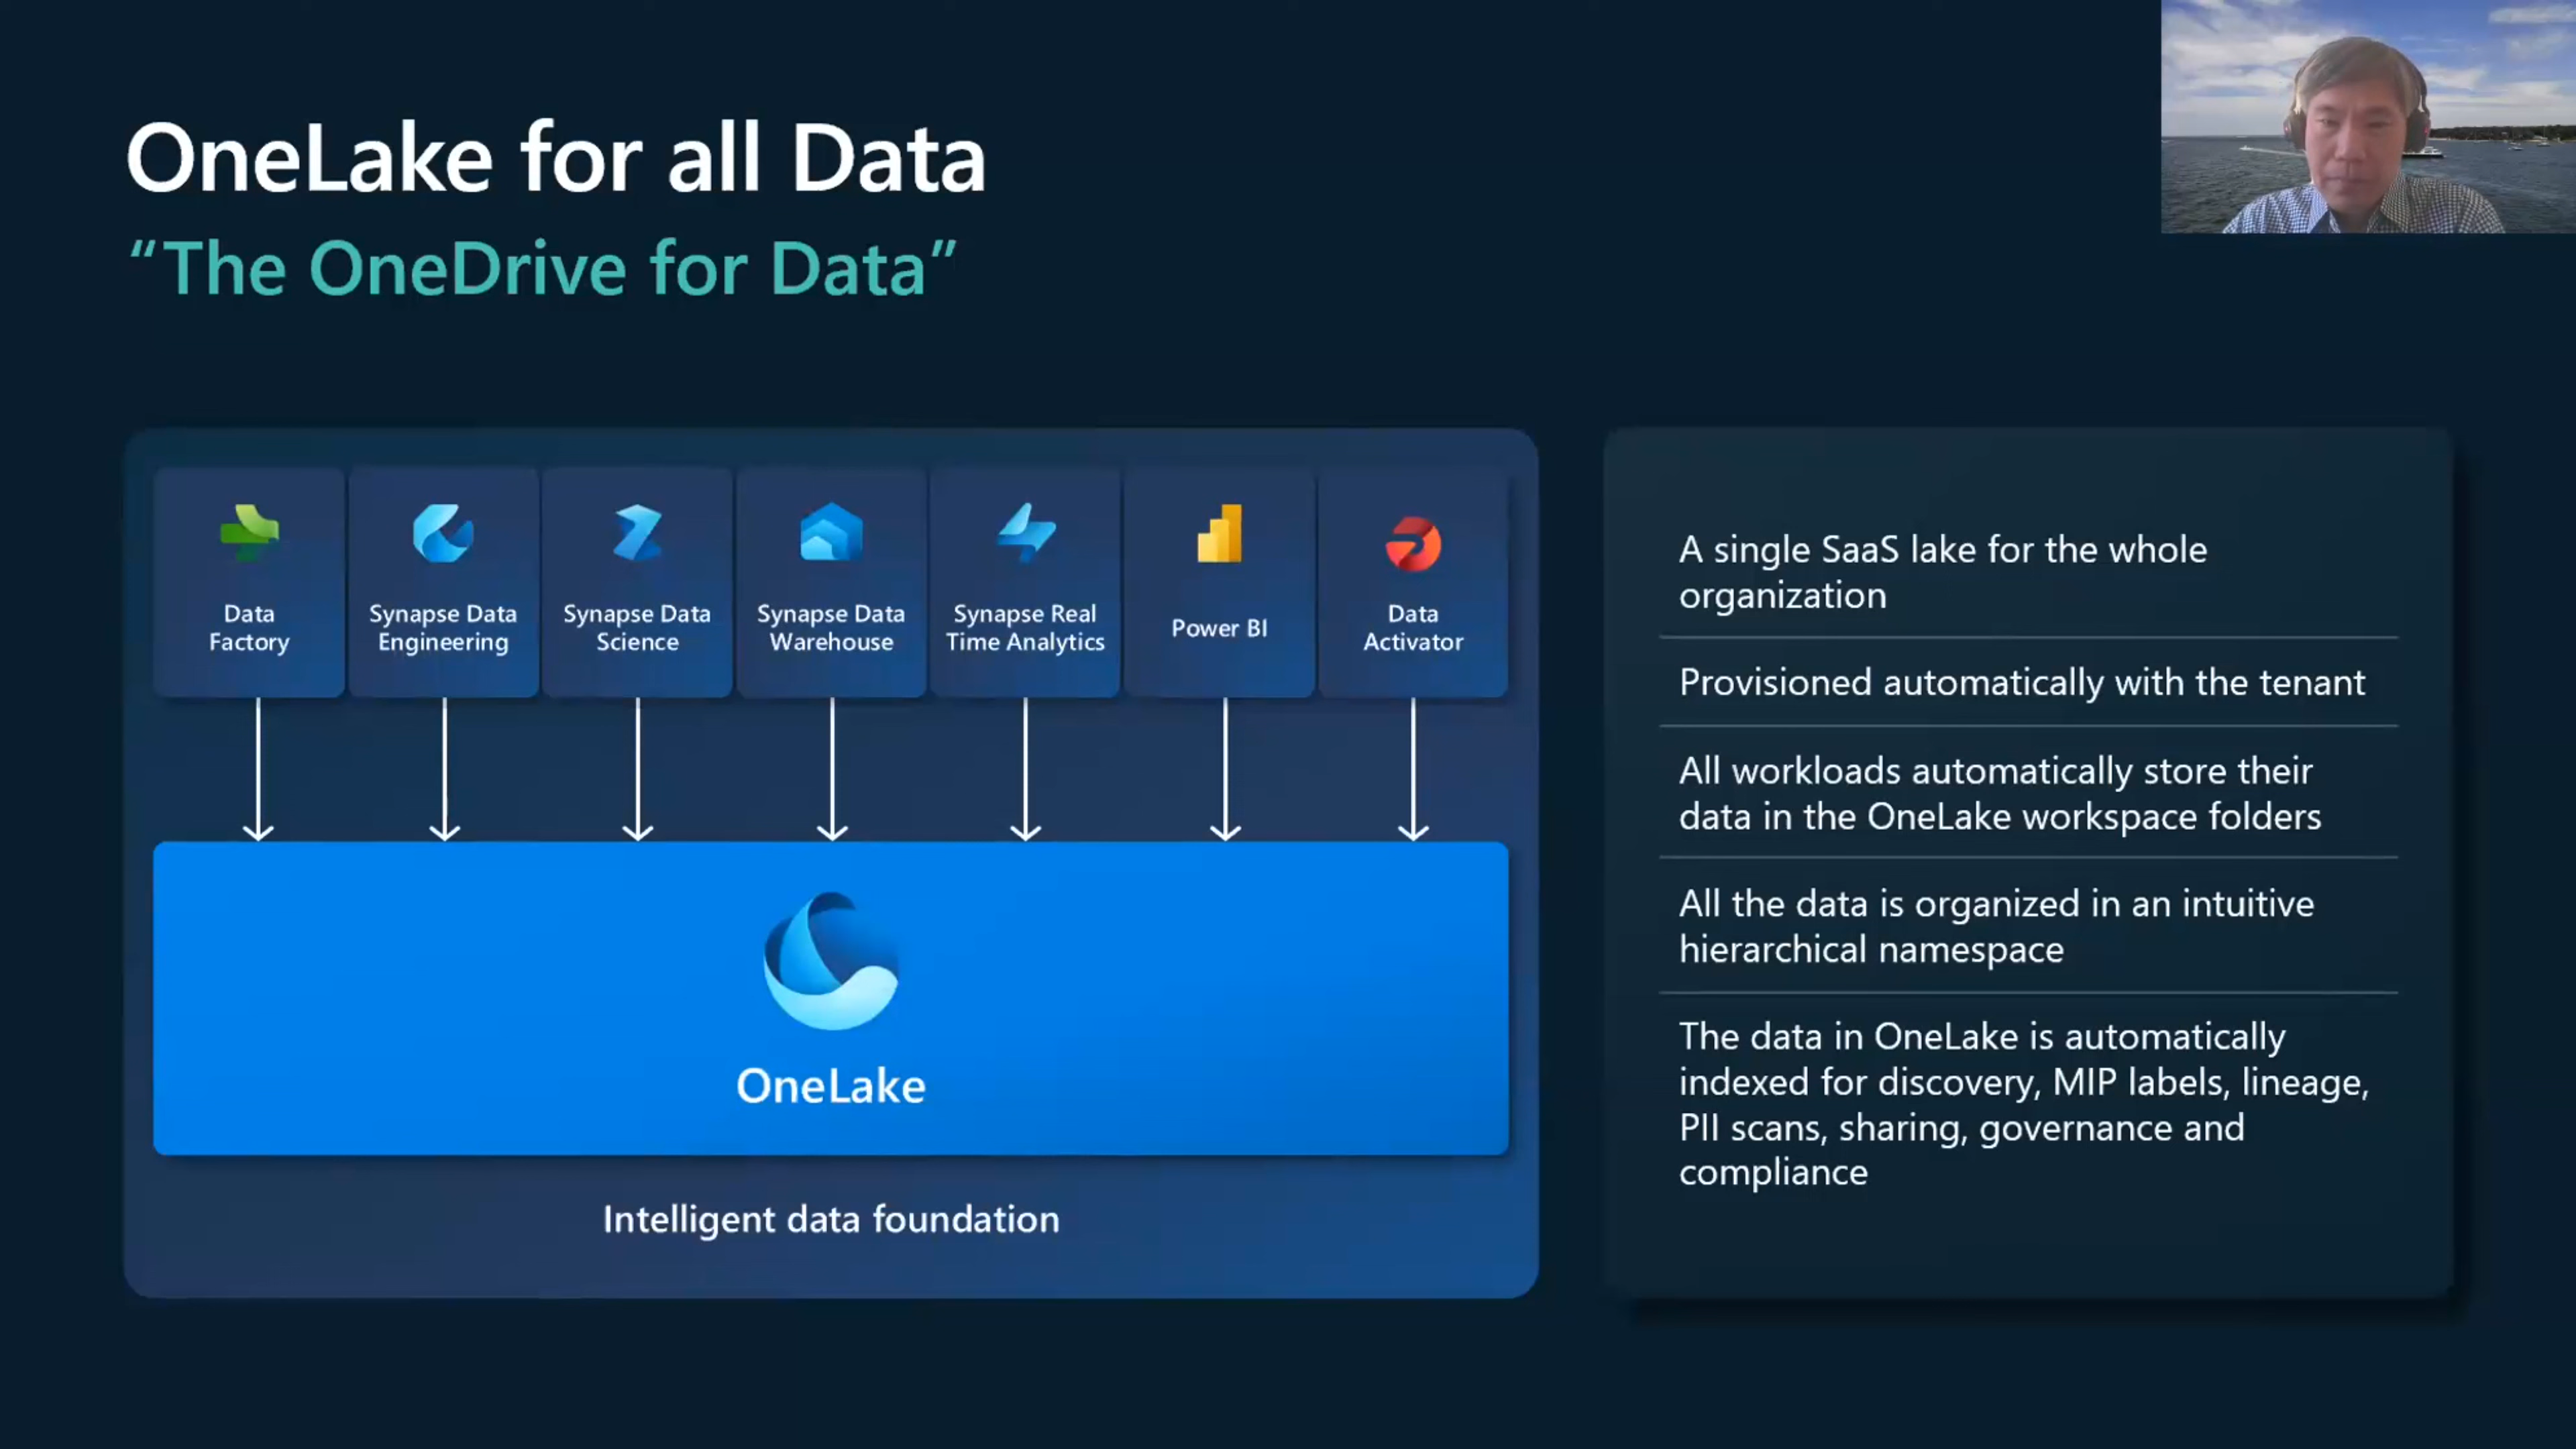 OneLake for all Data
“The OneDrive for Data”
Data
Factory
Synapse Data
Engineering
Synapse Data
Science
Synapse Data
Warehouse
Synapse Real
Time Analytics
Power BI
Data
Activator
OneLake
Intelligent data foundation
A single SaaS lake for the whole
organization
Provisioned automatically with the tenant
All workloads automatically store their
data in the OneLake workspace folders
All the data is organized in an intuitive
hierarchical namespace
The data in OneLake is automatically
indexed for discovery, MIP labels, lineage,
PII scans, sharing, governance and
compliance